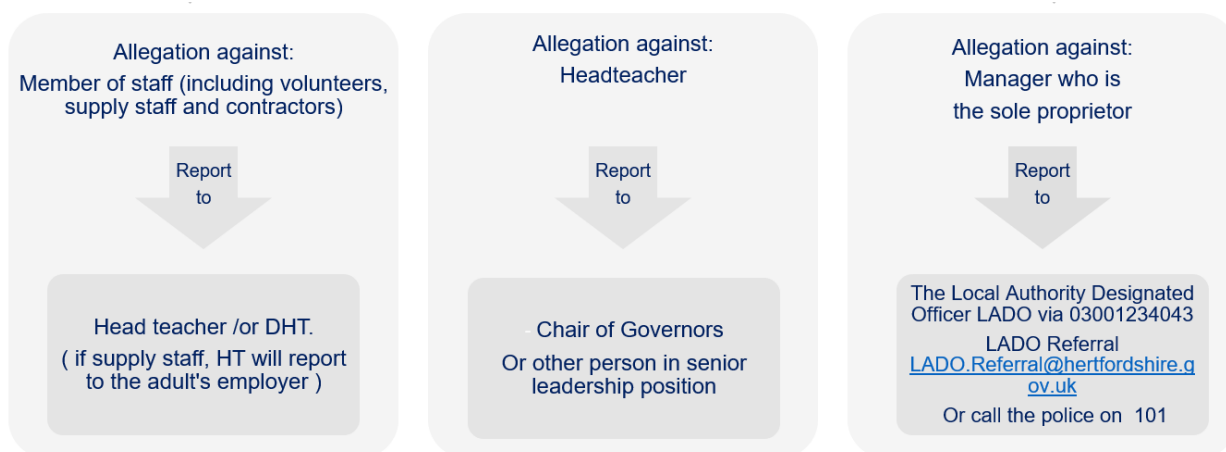 Allegation against:
Member of staff (including volunteers,
supply staff and contractors)
Report
to
Head teacher /or DHT.
( if supply staff, HT will report
to the adult's employer )
Allegation against:
Headteacher
Report
to
- Chair of Governors
Or other person in senior
leadership position
Allegation against:
Manager who is
the sole proprietor
Report
to
The Local Authority Designated
Officer LADO via 03001234043
LADO Referral
LADO.Referral@hertfordshire.g
ov.uk
Or call the police on 101